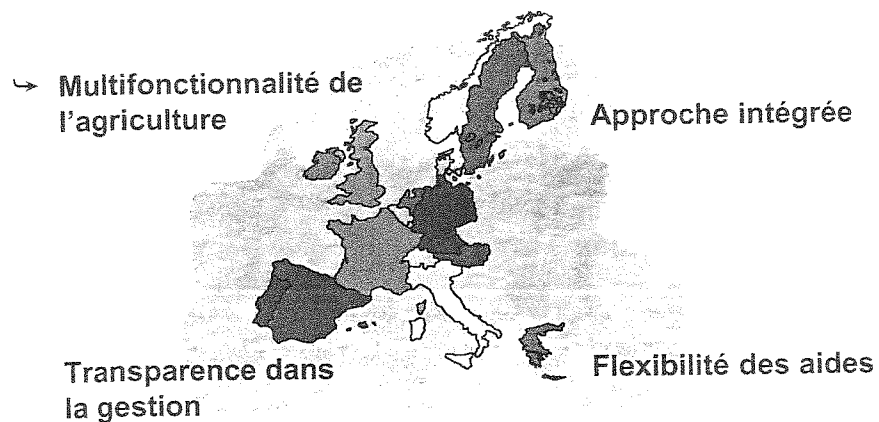 Multifonctionnalité de
l'agriculture
Approche intégrée
Transparence dans
la gestion
Flexibilité des aides